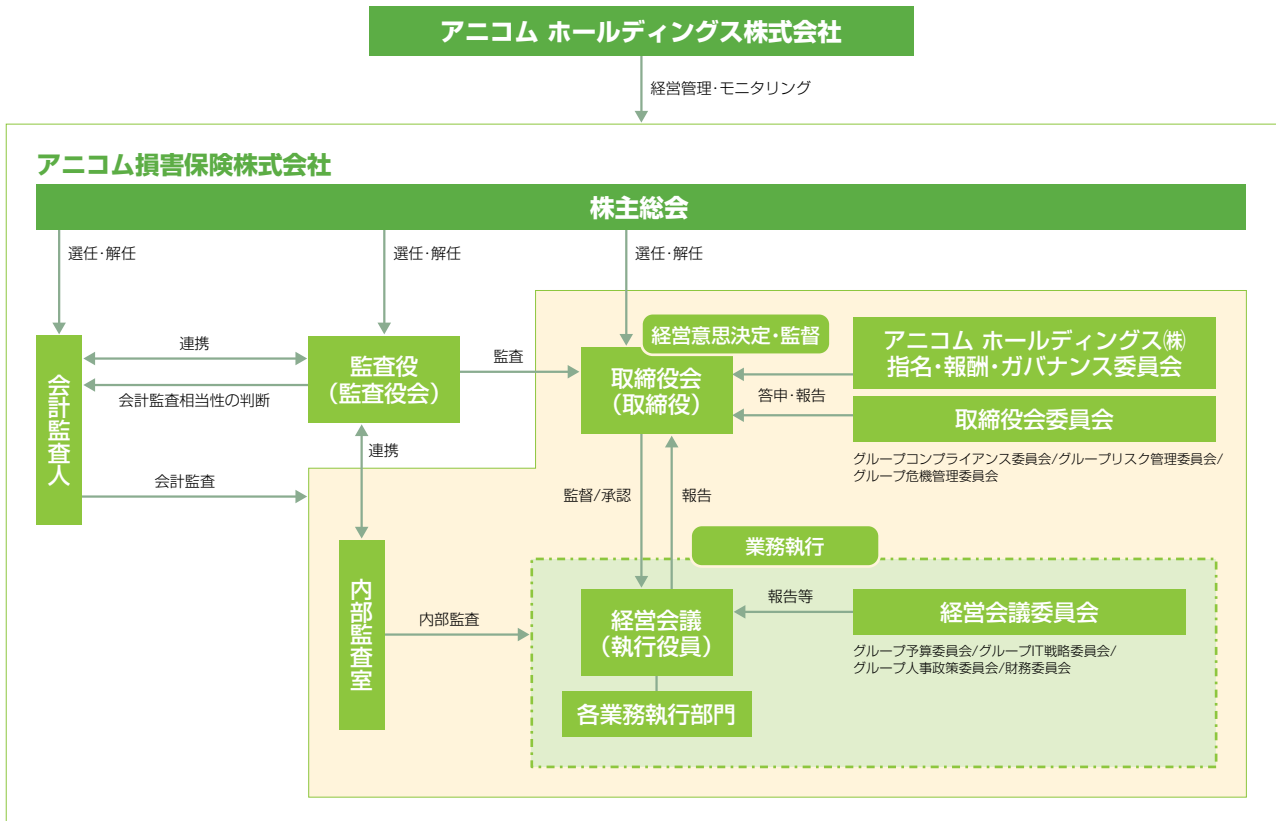 アニコム ホールディングス株式会社
経営管理・モニタリング
アニコム損害保険株式会社
株主総会
選任・解任
選任・解任
選任・解任
会計監査人
連携
会計監査相当性の判断
会計監査
監査役
（監査役会）
監査
連携
経営意思決定・監督
取締役会
（取締役）
アニコム ホールディングス㈱
指名・報酬・ガバナンス委員会
答申・報告
取締役会委員会
グループコンプライアンス委員会/グループリスク管理委員会/
グループ危機管理委員会
監督/承認
報告
内部監査室
内部監査
業務執行
経営会議
（執行役員）
報告等
経営会議委員会
グループ予算委員会/グループIT戦略委員会/
グループ人事政策委員会/財務委員会
各業務執行部門